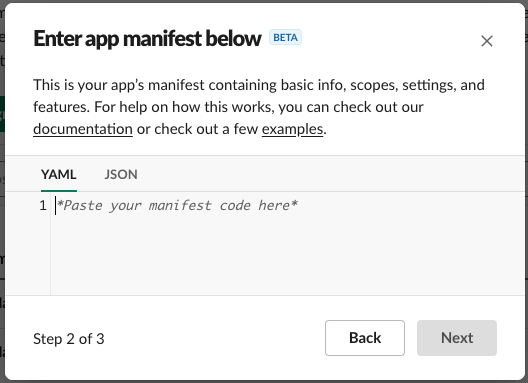 Enter app manifest below BETA
This is your app's manifest containing basic info, scopes, settings, and
features. For help on how this works, you can check out our
documentation or check out a few examples.
YAML JSON
1 *Paste your manifest code here*
Step 2 of 3 Back Next